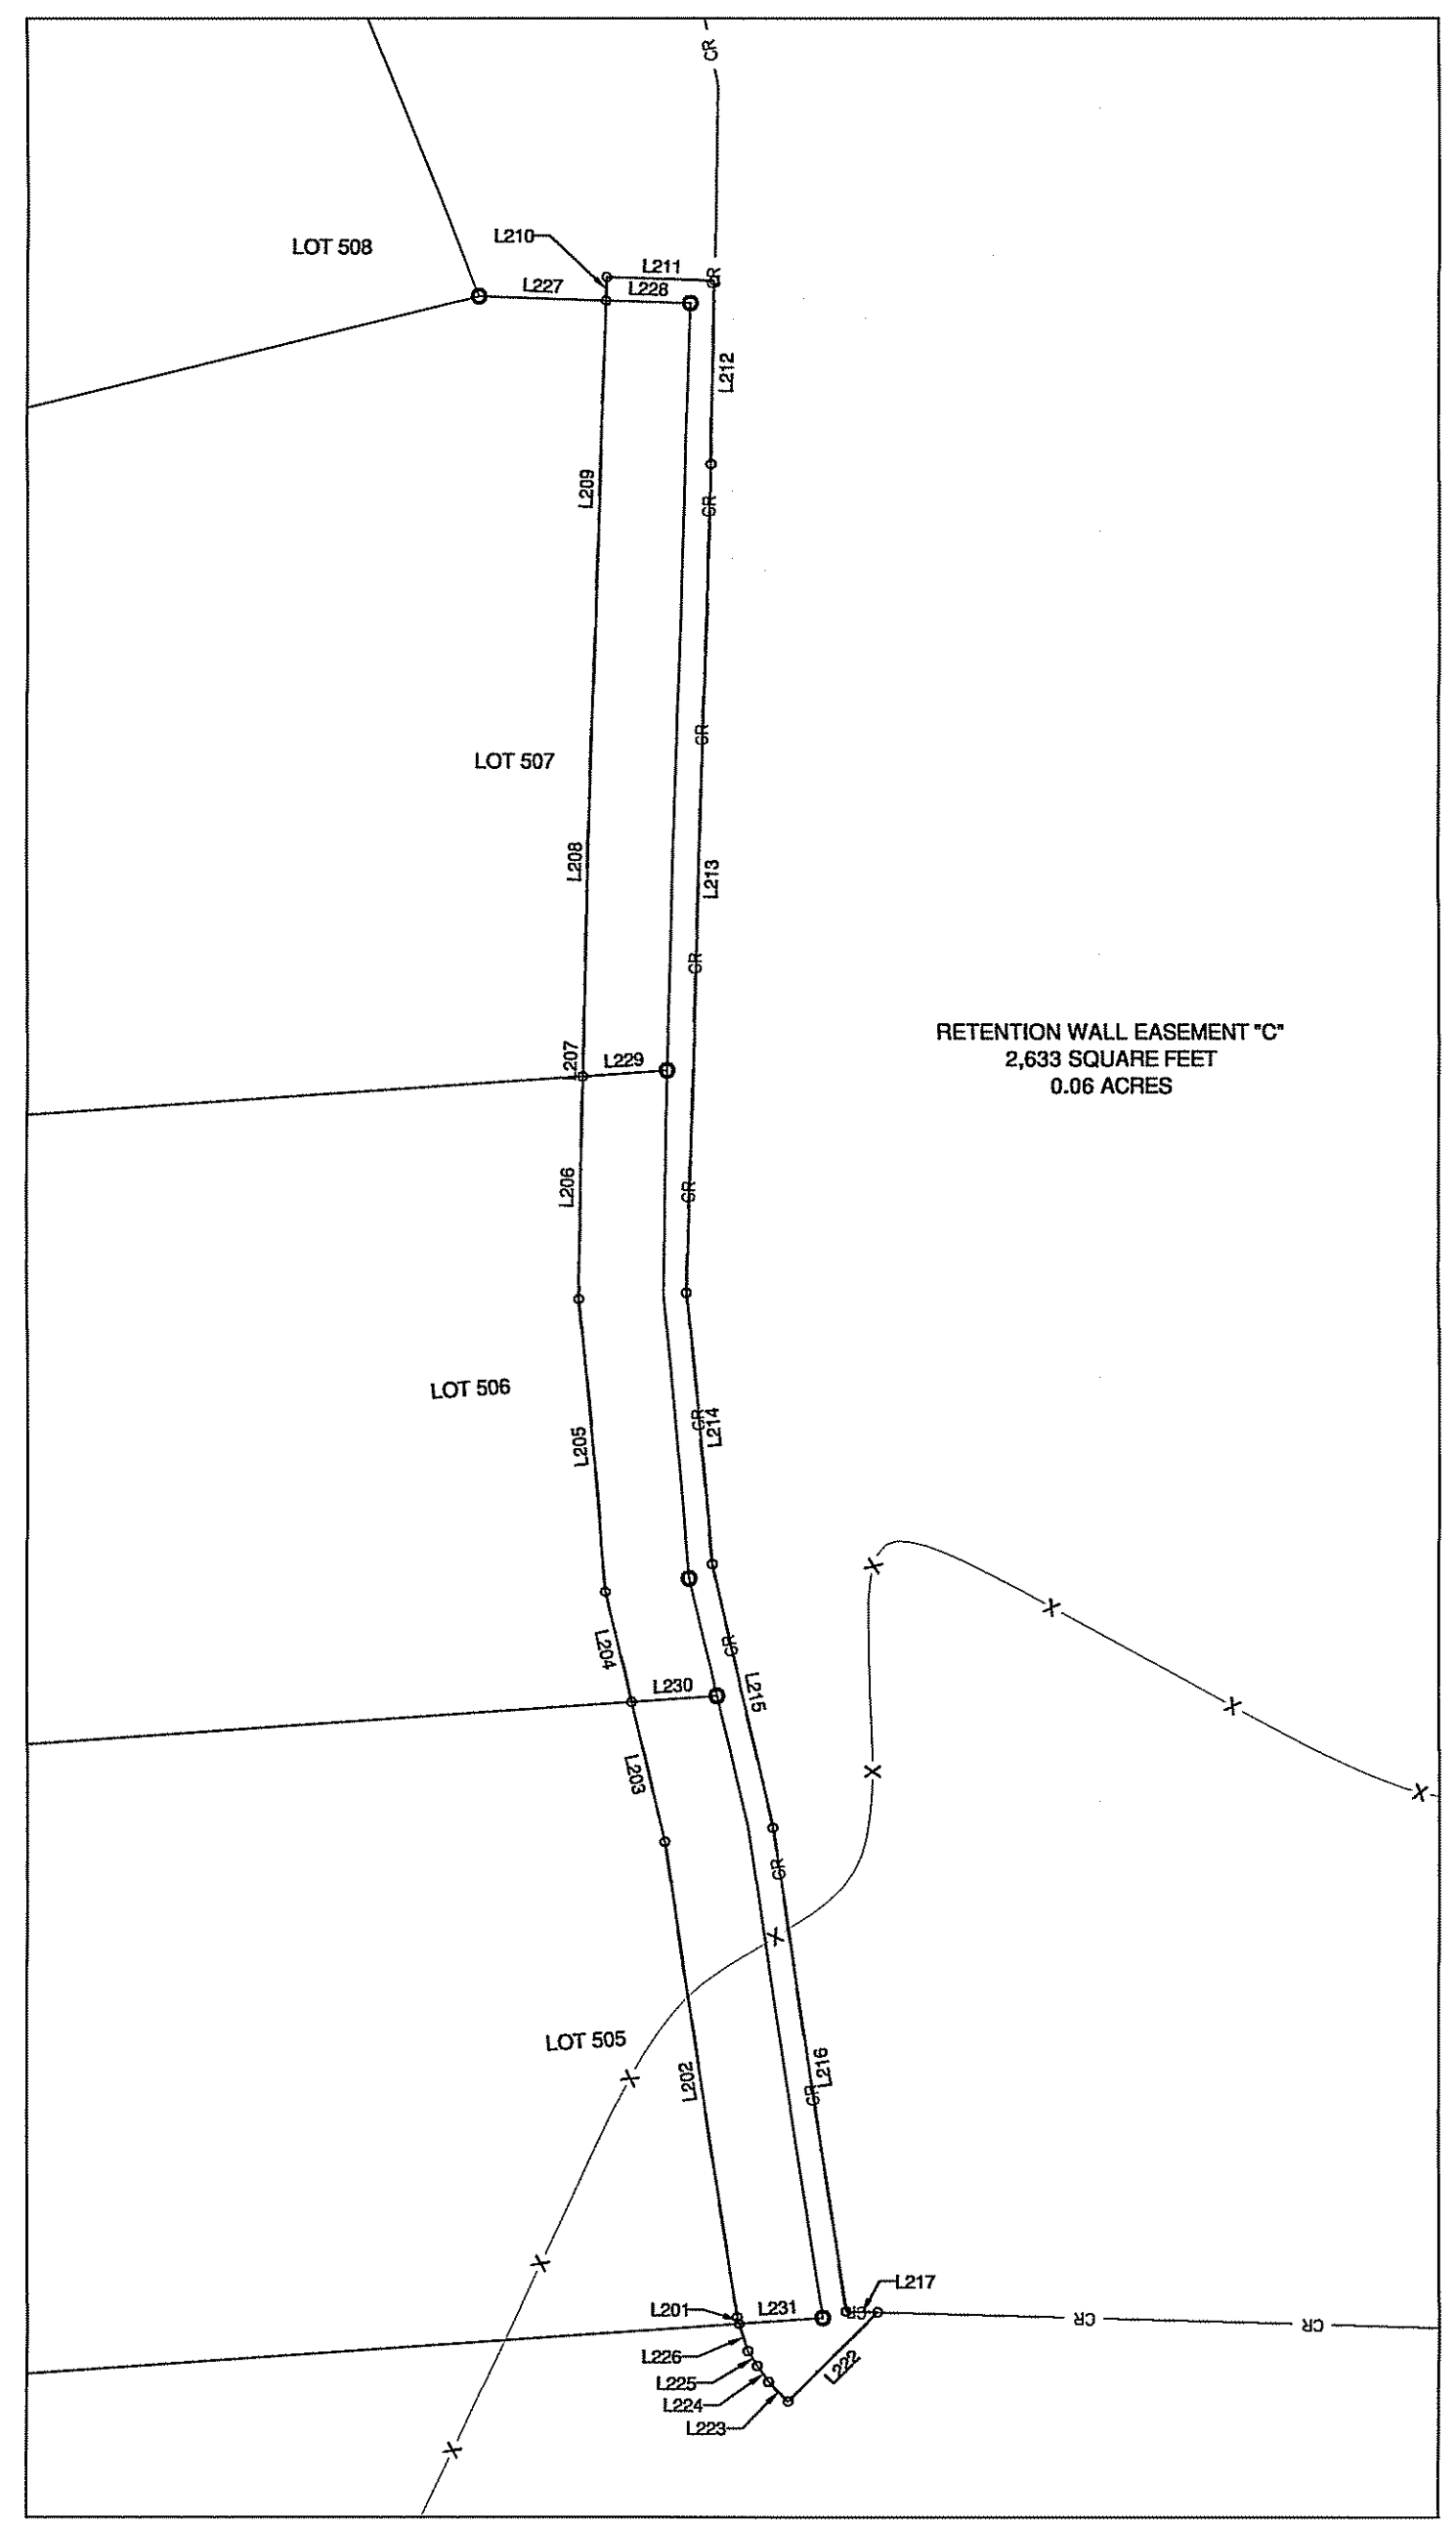 CR
LOT 508
L210
L211
CR
L227
L228
L212
L209
CR
CR
LOT 507
L208
L213
CR
RETENTION WALL EASEMENT "C"
2,633 SQUARE FEET
0.06 ACRES
L207
L229
L206
CR
LOT 506
L214
CR
L205
X
X
L204
CR
L230
L215
X
L203
X
X
CR
X
LOT 505
L202
L216
CR
X
X
L217
L201
L231
CR
CR
CR
L226
L222
L225
L224
L223
X